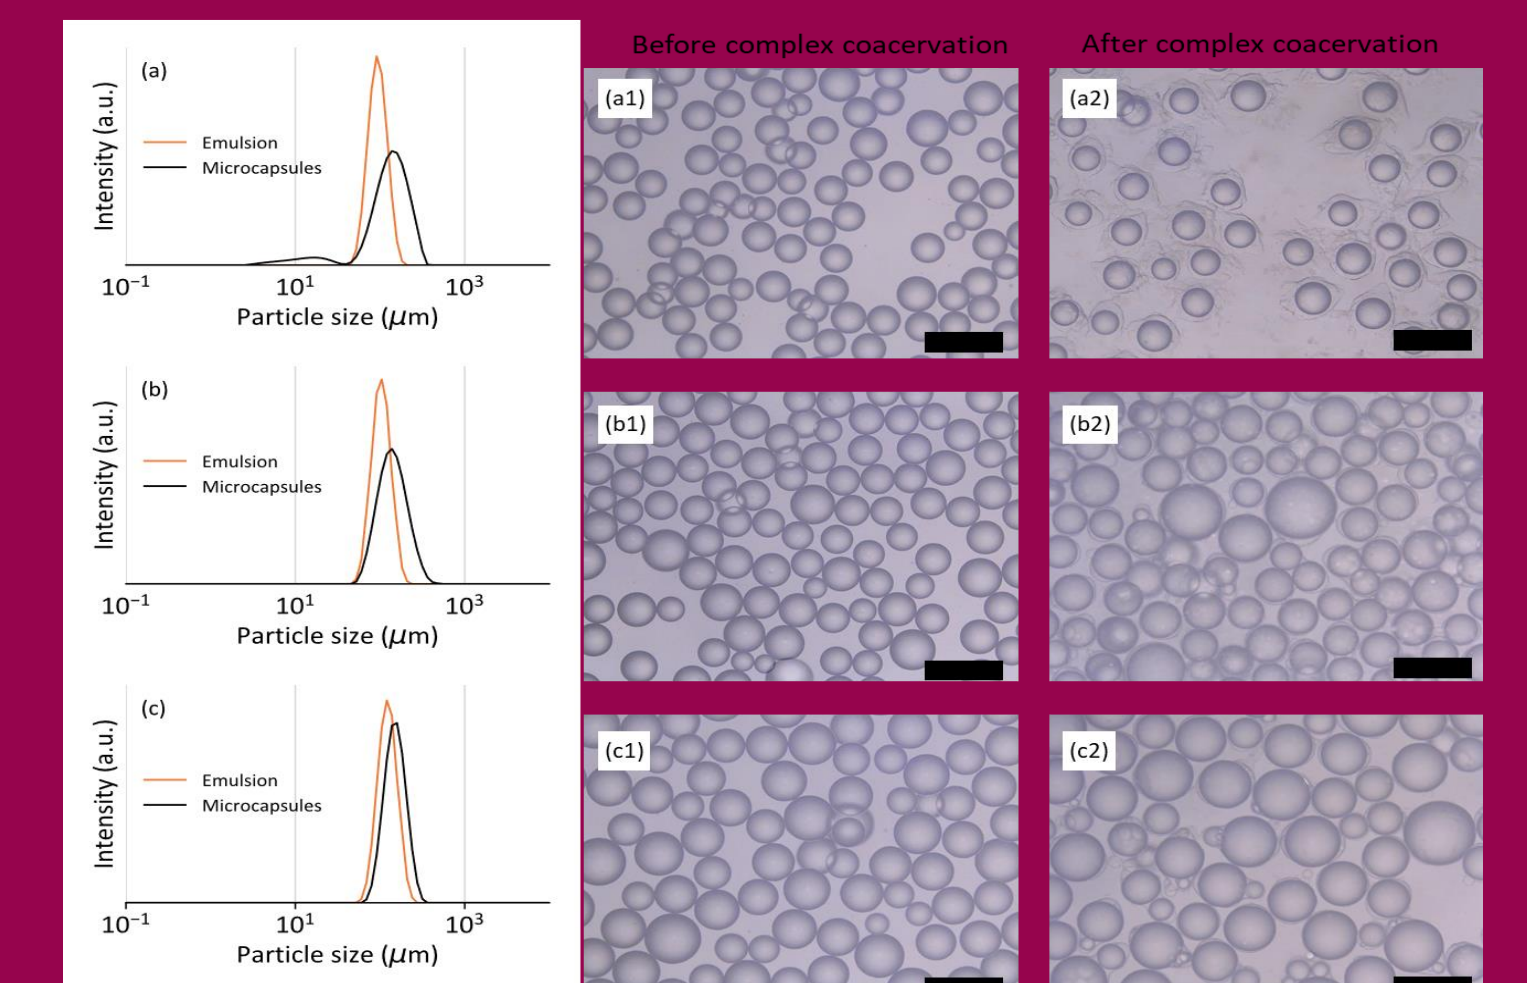 Before complex coacervation
After complex coacervation
(a)
Intensity (a.u.)
Emulsion
Microcapsules
10⁻¹ 10¹ 10³
Particle size (μm)
(a1)
(a2)
(b)
Intensity (a.u.)
Emulsion
Microcapsules
10⁻¹ 10¹ 10³
Particle size (μm)
(b1)
(b2)
(c)
Intensity (a.u.)
Emulsion
Microcapsules
10⁻¹ 10¹ 10³
Particle size (μm)
(c1)
(c2)